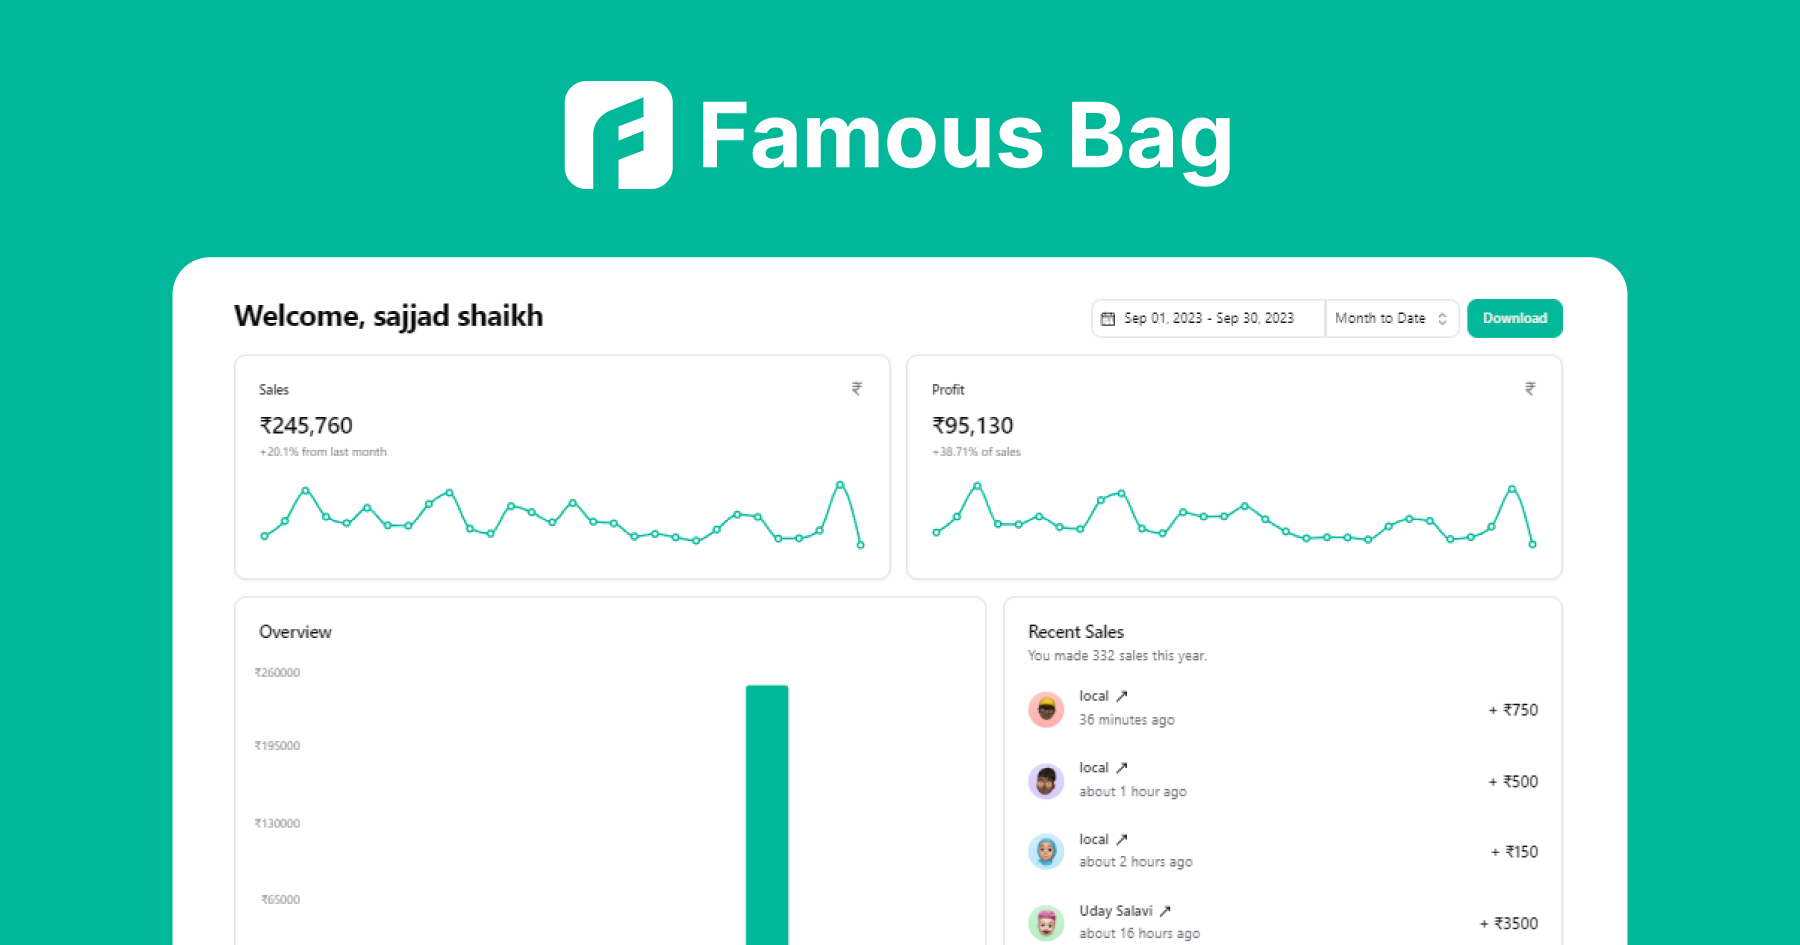 Famous Bag
Welcome, sajjad shaikh
Sep 01, 2023 - Sep 30, 2023
Month to Date
Download
Sales
₹
₹245,760
+20.1% from last month
Profit
₹
₹95,130
+38.71% of sales
Overview
₹260000
₹195000
₹130000
₹65000
Recent Sales
You made 332 sales this year.
local ↗
36 minutes ago
+ ₹750
local ↗
about 1 hour ago
+ ₹500
local ↗
about 2 hours ago
+ ₹150
Uday Salavi ↗
about 16 hours ago
+ ₹3500